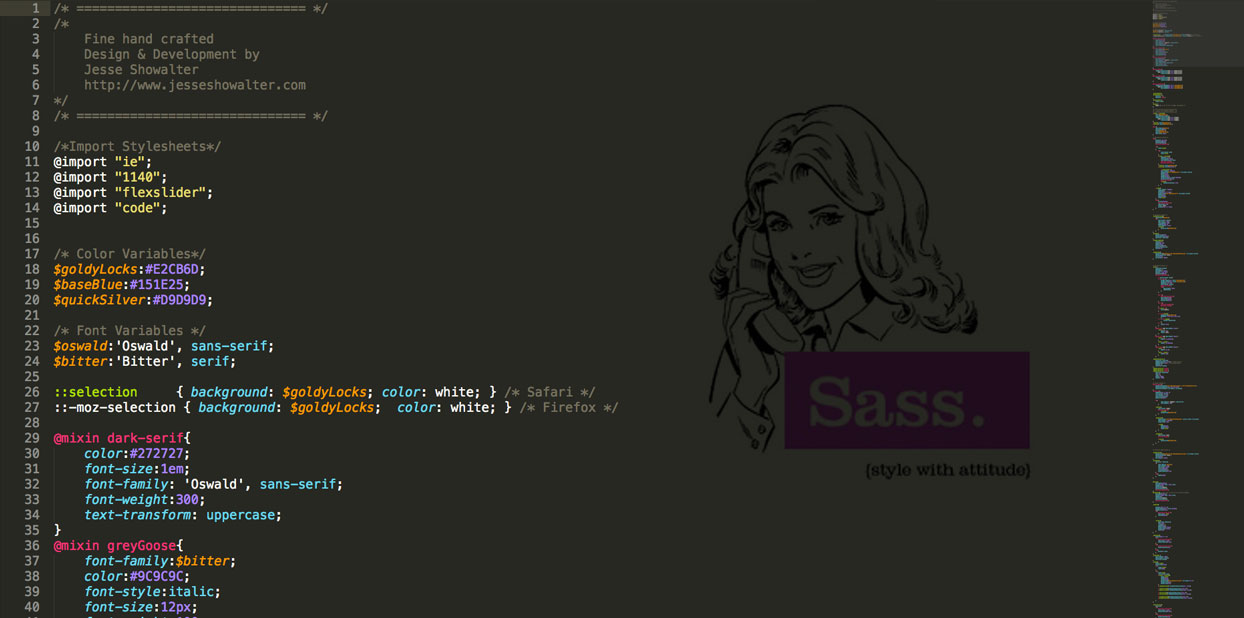 1 /* ============================== */
2 /*
3 Fine hand crafted
4 Design & Development by
5 Jesse Showalter
6 http://www.jesseshowalter.com
7 */
8 /* ============================== */
9
10 /*Import Stylesheets*/
11 @import "ie";
12 @import "1140";
13 @import "flexslider";
14 @import "code";
15
16
17 /* Color Variables*/
18 $goldyLocks:#E2CB6D;
19 $baseBlue:#151E25;
20 $quickSilver:#D9D9D9;
21
22 /* Font Variables */
23 $oswald:'Oswald', sans-serif;
24 $bitter:'Bitter', serif;
25
26 ::selection { background: $goldyLocks; color: white; } /* Safari */
27 ::-moz-selection { background: $goldyLocks; color: white; } /* Firefox */
28
29 @mixin dark-serif{
30 color:#272727;
31 font-size:1em;
32 font-family: 'Oswald', sans-serif;
33 font-weight:300;
34 text-transform: uppercase;
35 }
36 @mixin greyGoose{
37 font-family:$bitter;
38 color:#9C9C9C;
39 font-style:italic;
40 font-size:12px;
Sass.
{style with attitude}